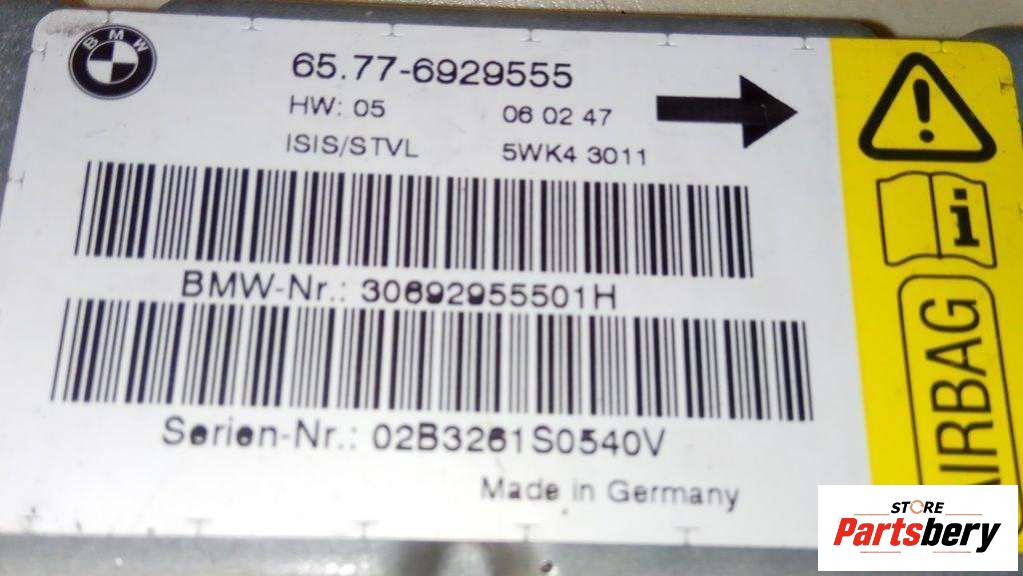 BMW
65.77-6929555
HW: 05
06 02 47
ISIS/STVL
5WK4 3011
BMW-Nr.: 30692955501H
Serien-Nr.: 02B3261S0540V
Made in Germany
!
i
AIRBAG
STORE
Partsbery